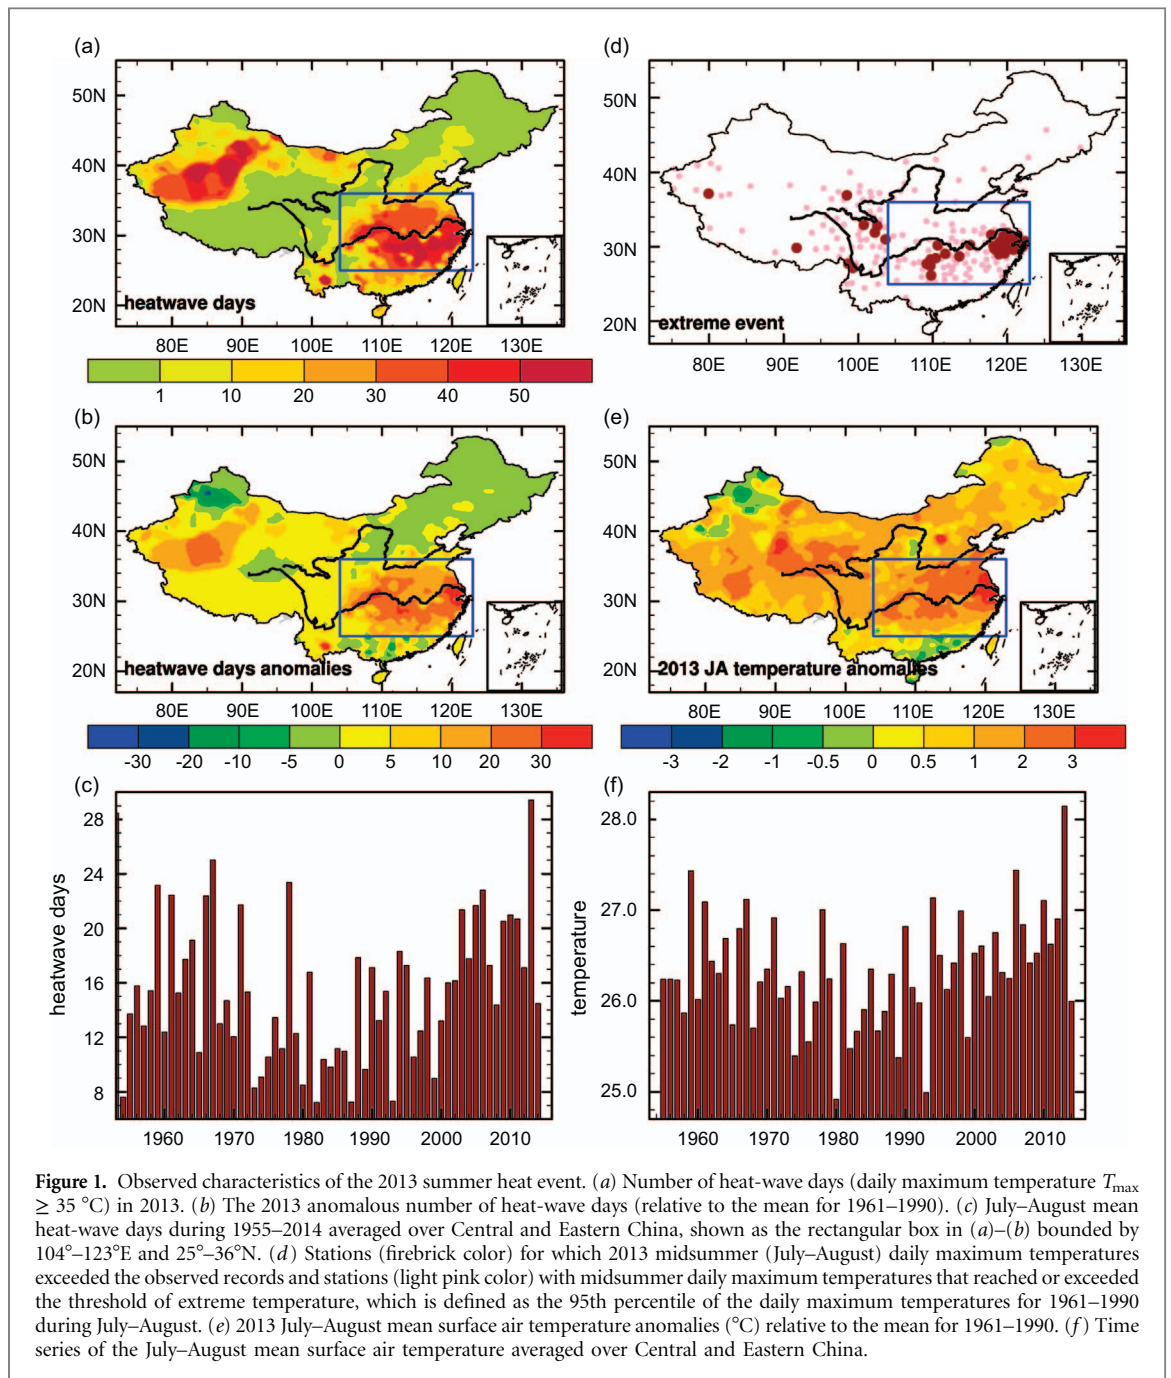 (a)
50N
40N
30N
20N
heatwave days
80E 90E 100E 110E 120E 130E
1 10 20 30 40 50
(d)
50N
40N
30N
20N
extreme event
80E 90E 100E 110E 120E 130E
(b)
50N
40N
30N
20N
heatwave days anomalies
80E 90E 100E 110E 120E 130E
-30 -20 -10 -5 0 5 10 20 30
(e)
50N
40N
30N
20N
2013 JA temperature anomalies
80E 90E 100E 110E 120E 130E
-3 -2 -1 -0.5 0 0.5 1 2 3
(c)
heatwave days
28
24
20
16
12
8
1960 1970 1980 1990 2000 2010
(f)
temperature
28.0
27.0
26.0
25.0
1960 1970 1980 1990 2000 2010
Figure 1. Observed characteristics of the 2013 summer heat event. (a) Number of heat-wave days (daily maximum temperature Tmax
≥ 35 °C) in 2013. (b) The 2013 anomalous number of heat-wave days (relative to the mean for 1961–1990). (c) July–August mean
heat-wave days during 1955–2014 averaged over Central and Eastern China, shown as the rectangular box in (a)–(b) bounded by
104°–123°E and 25°–36°N. (d) Stations (firebrick color) for which 2013 midsummer (July–August) daily maximum temperatures
exceeded the observed records and stations (light pink color) with midsummer daily maximum temperatures that reached or exceeded
the threshold of extreme temperature, which is defined as the 95th percentile of the daily maximum temperatures for 1961–1990
during July–August. (e) 2013 July–August mean surface air temperature anomalies (°C) relative to the mean for 1961–1990. (f) Time
series of the July–August mean surface air temperature averaged over Central and Eastern China.